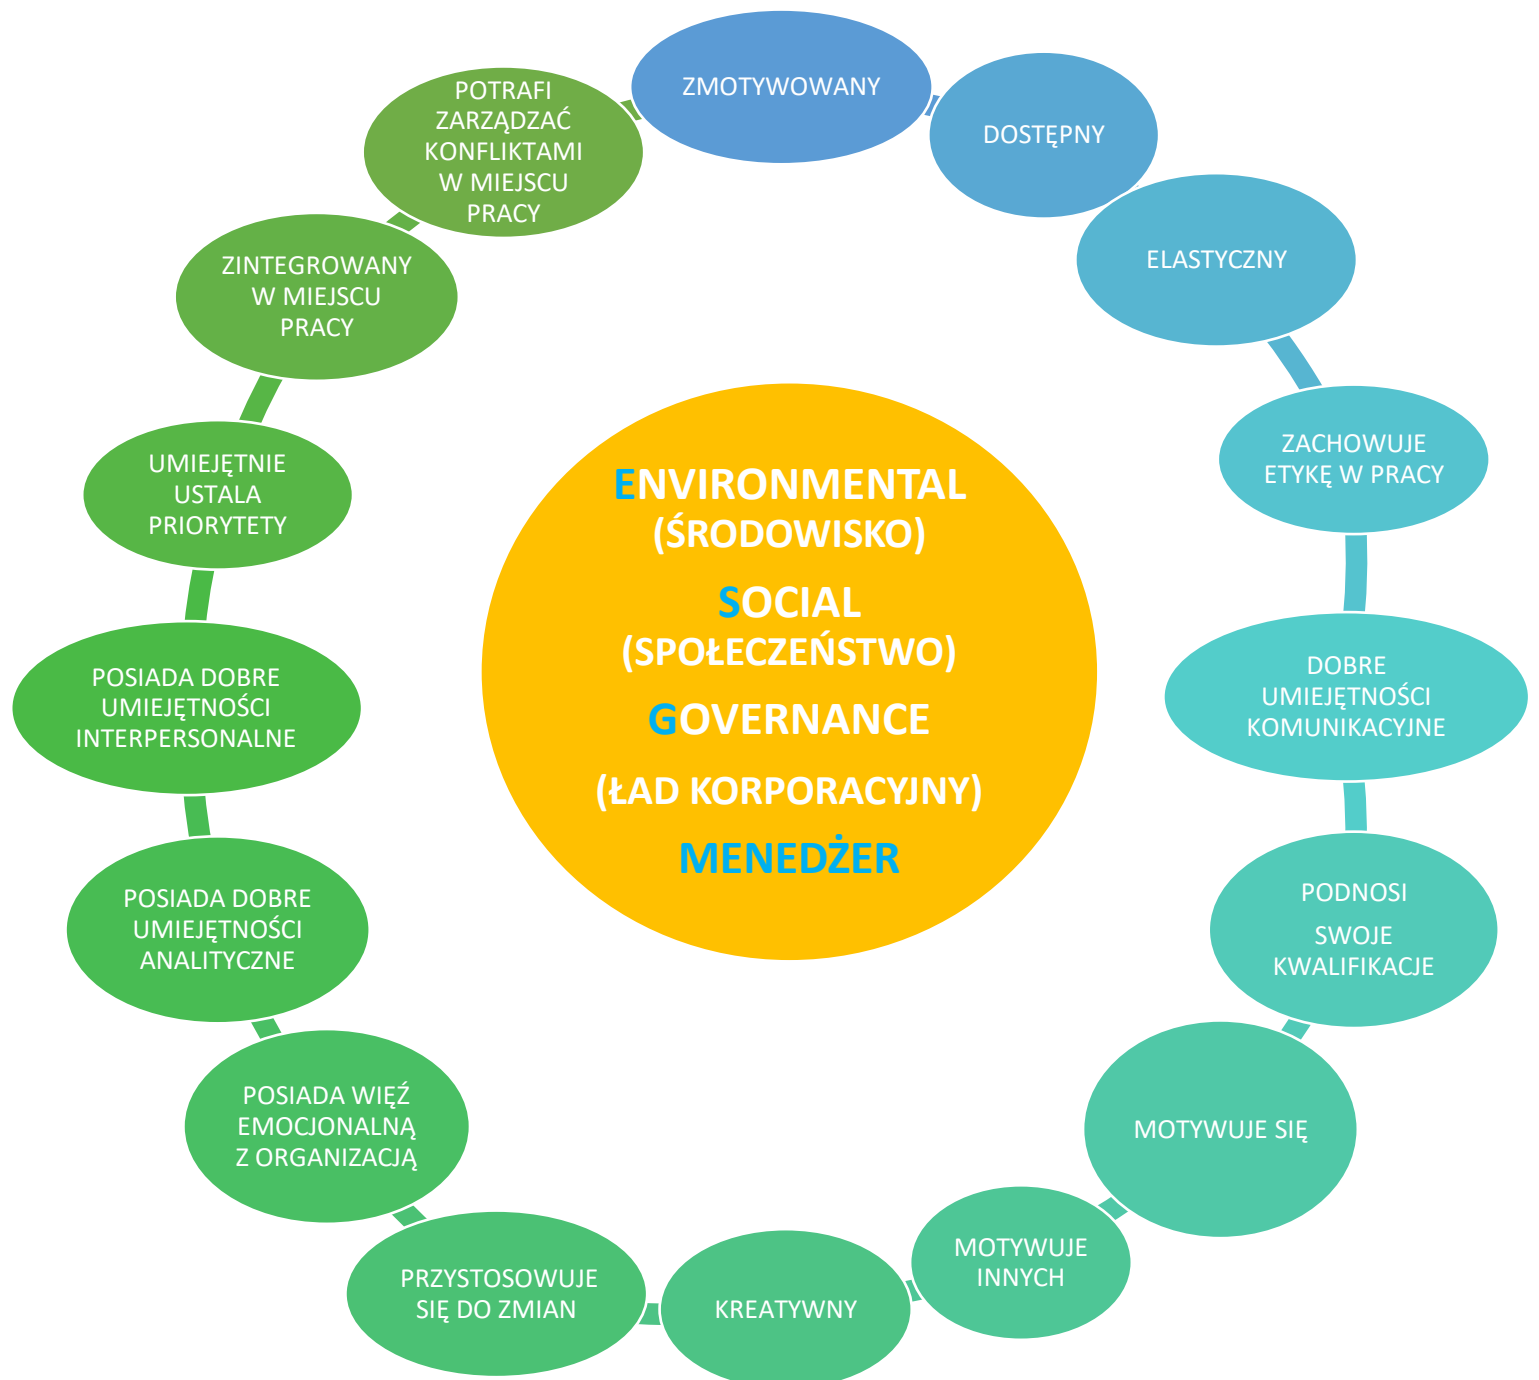 ZMOTYWOWANY
DOSTĘPNY
ELASTYCZNY
ZACHOWUJE
ETYKĘ W PRACY
DOBRE
UMIEJĘTNOŚCI
KOMUNIKACYJNE
PODNOSI
SWOJE
KWALIFIKACJE
MOTYWUJE SIĘ
MOTYWUJE
INNYCH
KREATYWNY
PRZYSTOSOWUJE
SIĘ DO ZMIAN
POSIADA WIĘŹ
EMOCJONALNĄ
Z ORGANIZACJĄ
POSIADA DOBRE
UMIEJĘTNOŚCI
ANALITYCZNE
POSIADA DOBRE
UMIEJĘTNOŚCI
INTERPERSONALNE
UMIEJĘTNIE
USTALA
PRIORYTETY
ZINTEGROWANY
W MIEJSCU
PRACY
POTRAFI
ZARZĄDZAĆ
KONFLIKTAMI
W MIEJSCU
PRACY
ENVIRONMENTAL
(ŚRODOWISKO)
SOCIAL
(SPOŁECZEŃSTWO)
GOVERNANCE
(ŁAD KORPORACYJNY)
MENEDŻER